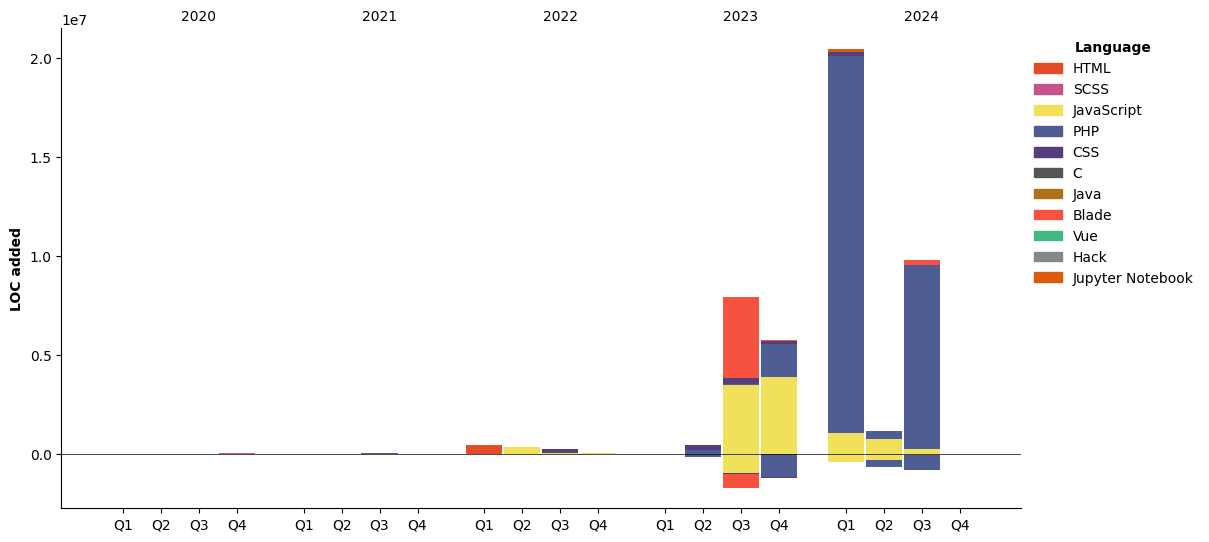 1e7
2020 2021 2022 2023 2024
LOC added
2.0
1.5
1.0
0.5
0.0
Q1 Q2 Q3 Q4 Q1 Q2 Q3 Q4 Q1 Q2 Q3 Q4 Q1 Q2 Q3 Q4 Q1 Q2 Q3 Q4
Language
HTML
SCSS
JavaScript
PHP
CSS
C
Java
Blade
Vue
Hack
Jupyter Notebook